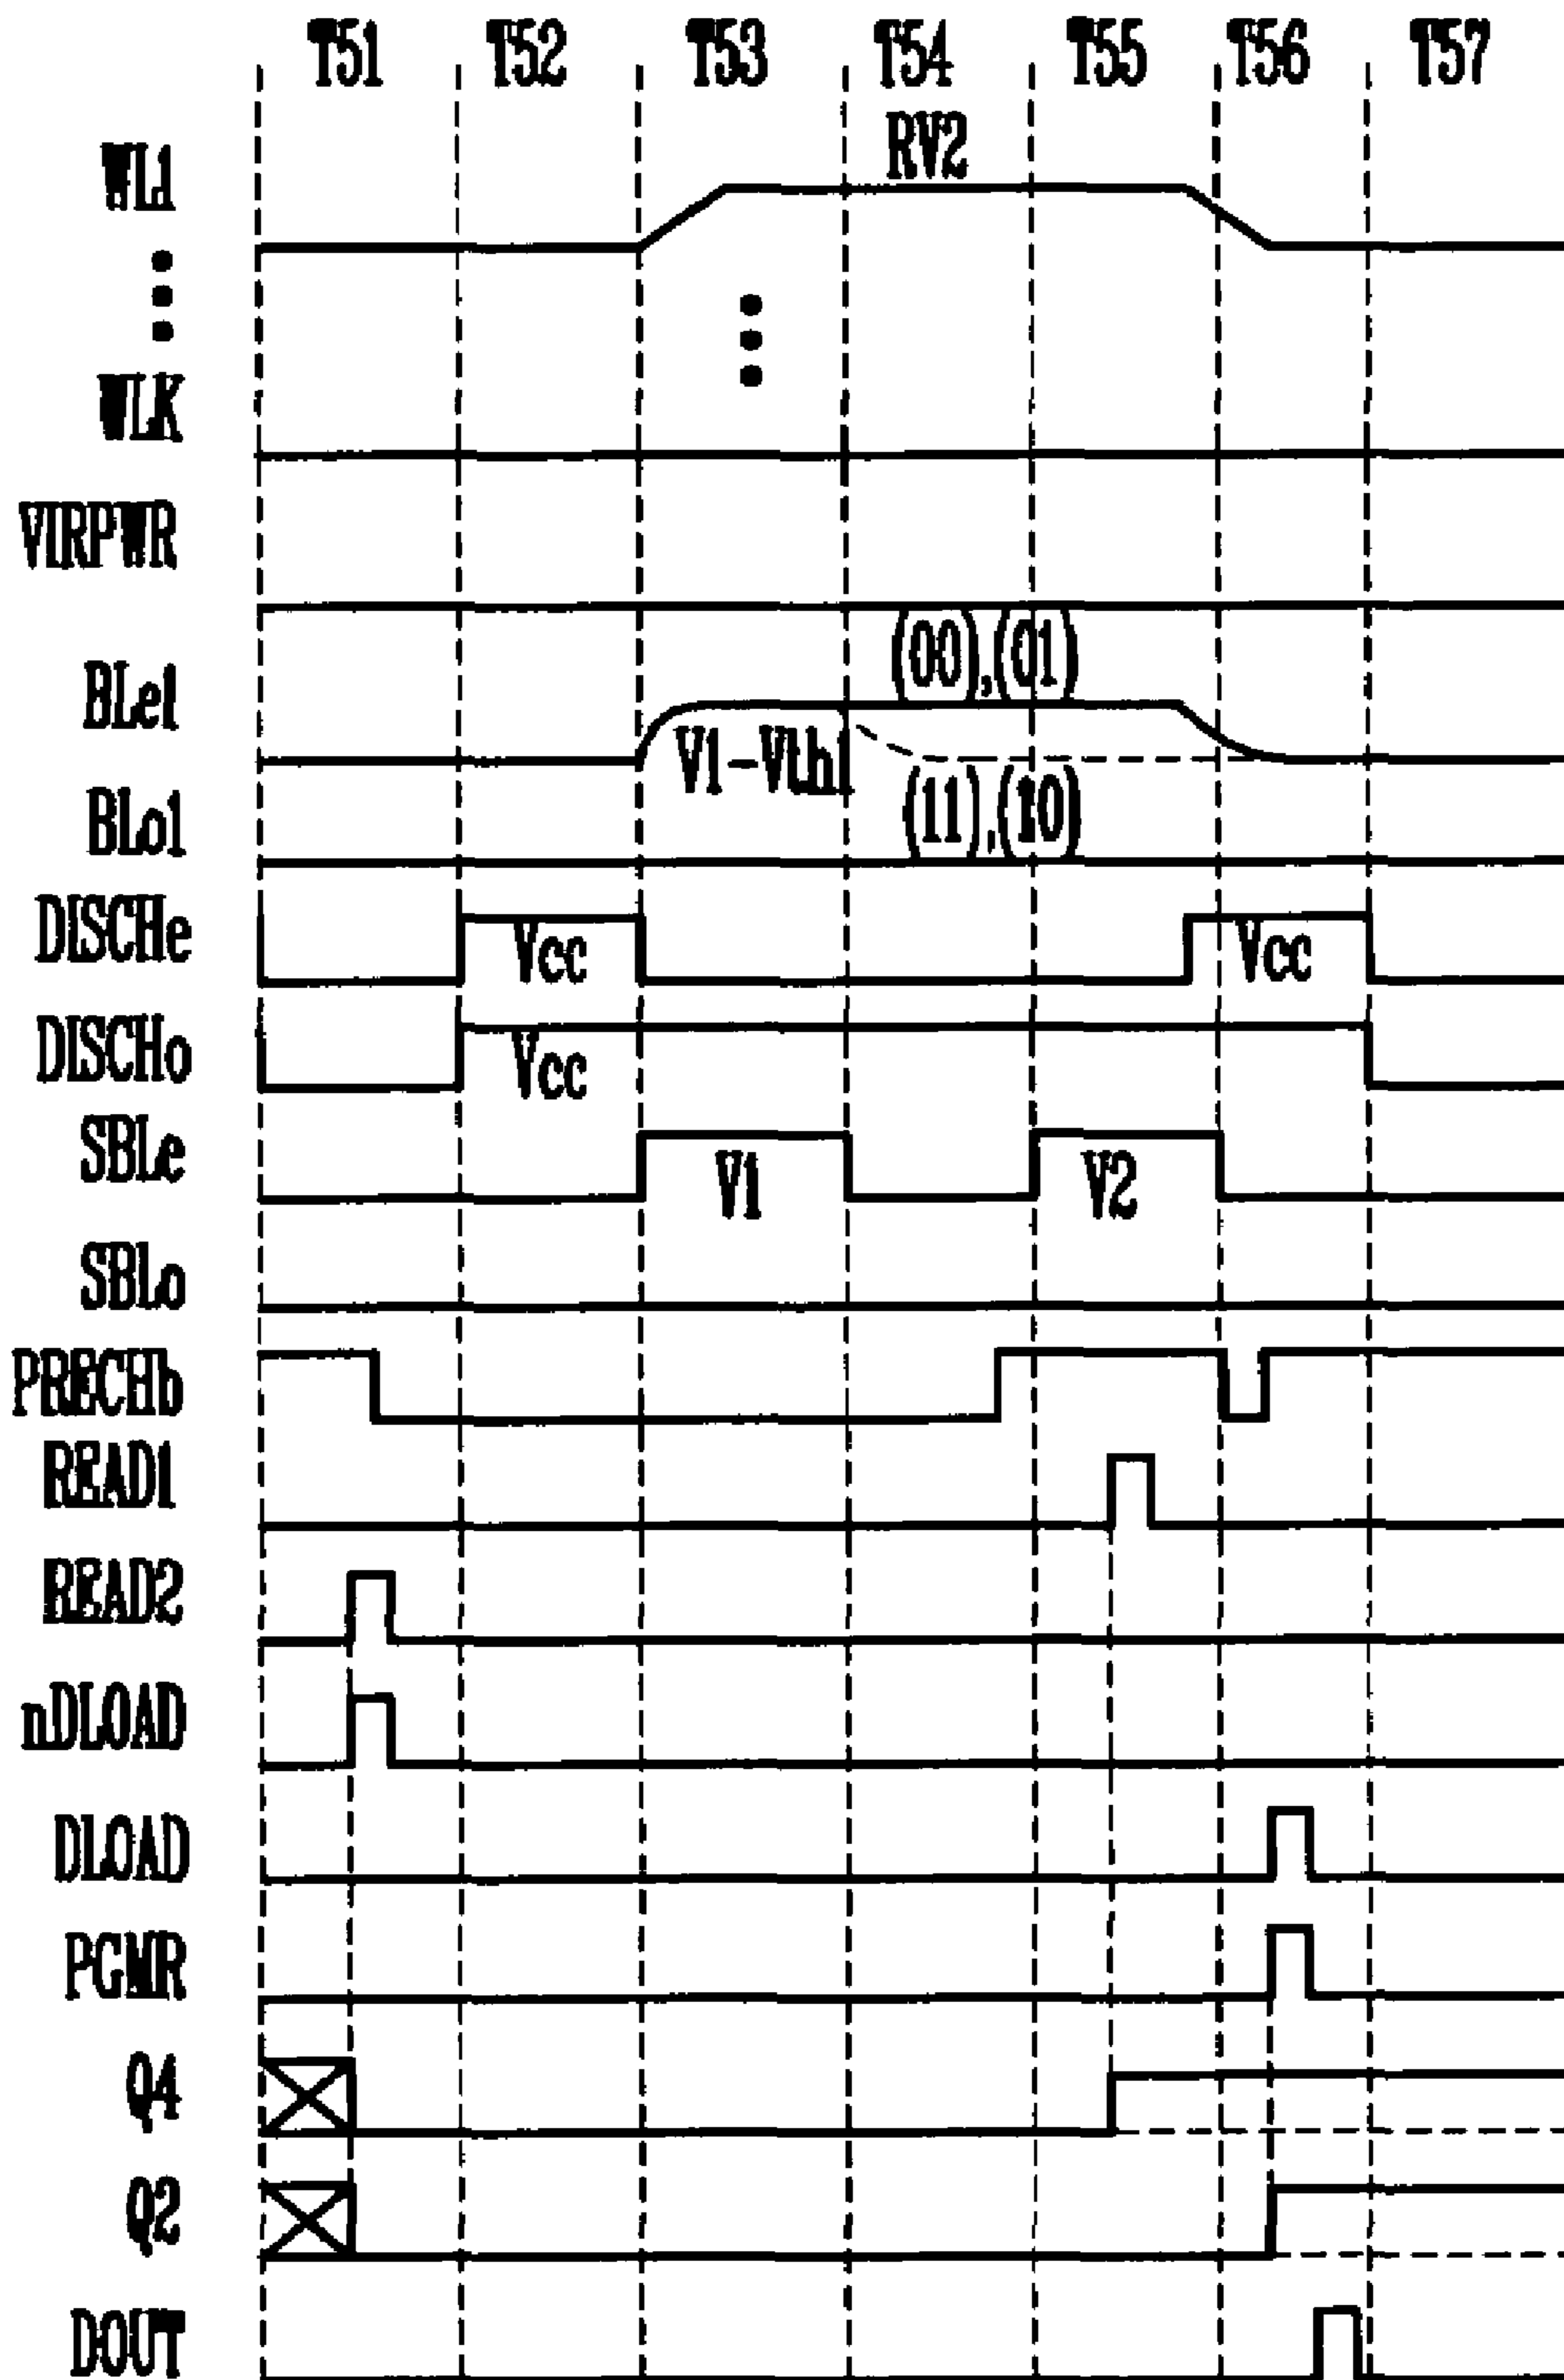 T51 T52 T53 T54 T55 T56 T57
RV2
WL1
WLK
VIRPWR
(00),(01)
BLe1
V1-Vth1
(11),(10)
BLo1
DISCHe
Vcc Vcc
DISCHo
Vcc
SBLe
V1 V2
SBLo
PRECHb
READ1
READ2
nDLOAD
DLOAD
PGMR
Q4
Q2
DOUT